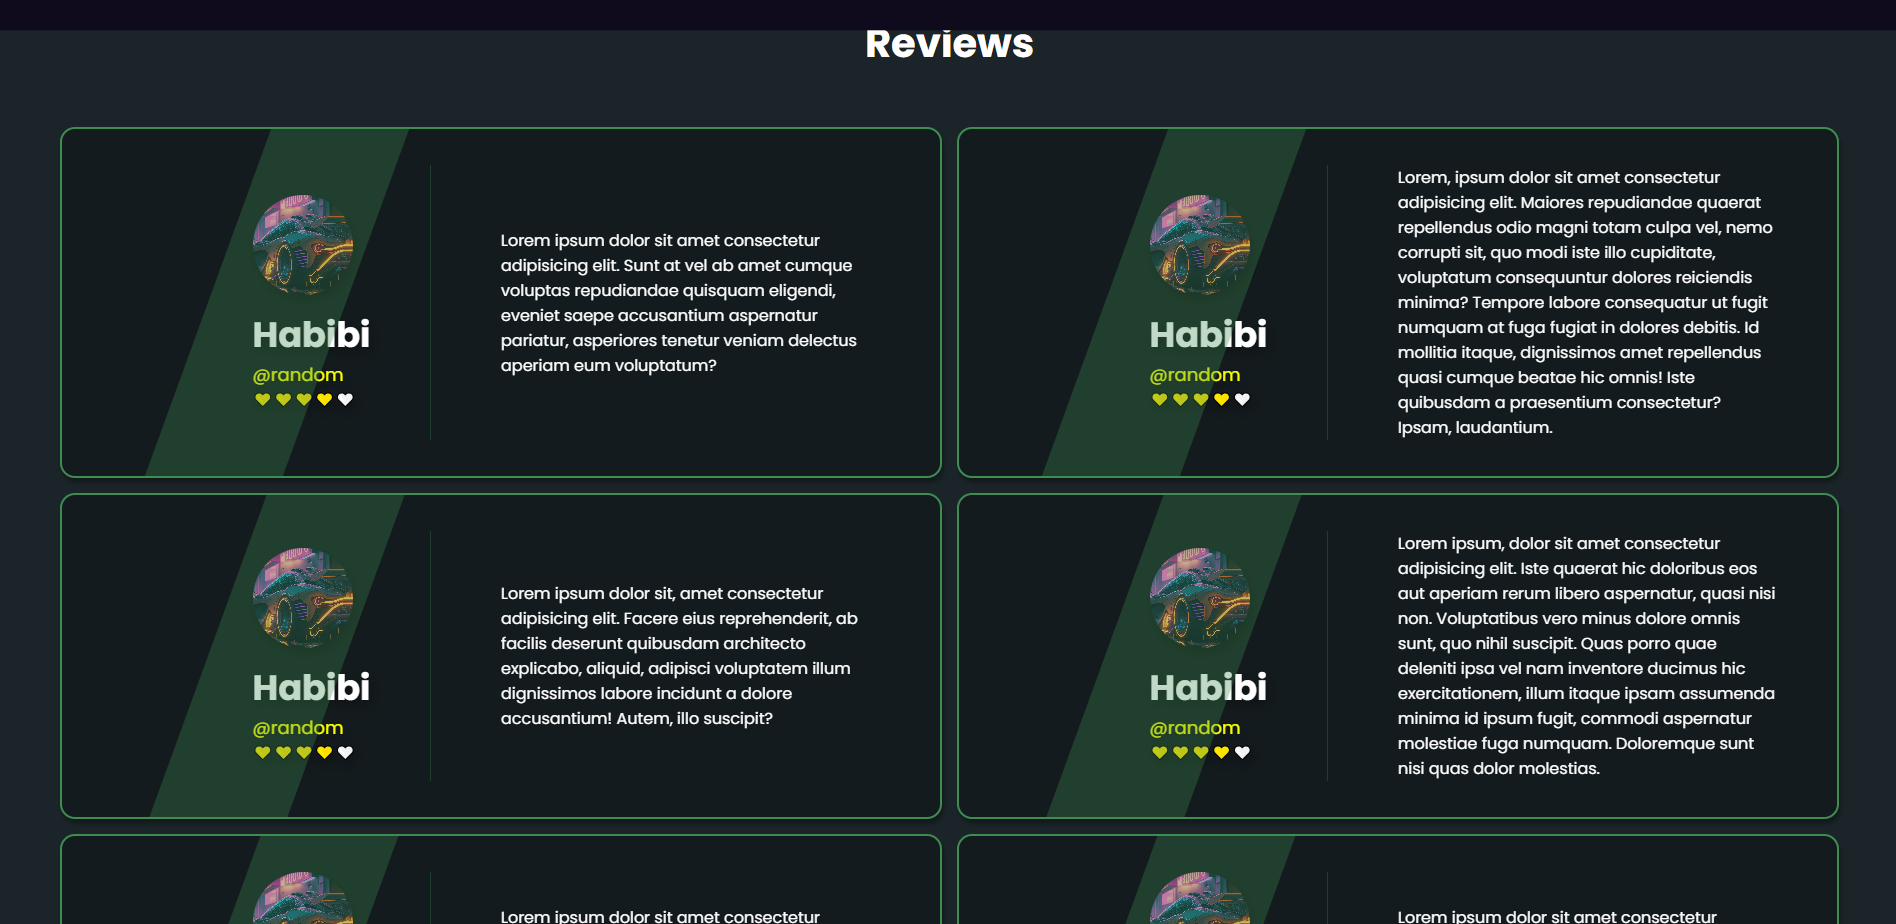 Reviews
Habibi
@random
Lorem ipsum dolor sit amet consectetur
adipisicing elit. Sunt at vel ab amet cumque
voluptas repudiandae quisquam eligendi,
eveniet saepe accusantium aspernatur
pariatur, asperiores tenetur veniam delectus
aperiam eum voluptatum?
Habibi
@random
Lorem, ipsum dolor sit amet consectetur
adipisicing elit. Maiores repudiandae quaerat
repellendus odio magni totam culpa vel, nemo
corrupti sit, quo modi iste illo cupiditate,
voluptatum consequuntur dolores reiciendis
minima? Tempore labore consequatur ut fugit
numquam at fuga fugiat in dolores debitis. Id
mollitia itaque, dignissimos amet repellendus
quasi cumque beatae hic omnis! Iste
quibusdam a praesentium consectetur?
Ipsam, laudantium.
Habibi
@random
Lorem ipsum dolor sit, amet consectetur
adipisicing elit. Facere eius reprehenderit, ab
facilis deserunt quibusdam architecto
explicabo, aliquid, adipisci voluptatem illum
dignissimos labore incidunt a dolore
accusantium! Autem, illo suscipit?
Habibi
@random
Lorem ipsum, dolor sit amet consectetur
adipisicing elit. Iste quaerat hic doloribus eos
aut aperiam rerum libero aspernatur, quasi nisi
non. Voluptatibus vero minus dolore omnis
sunt, quo nihil suscipit. Quas porro quae
deleniti ipsa vel nam inventore ducimus hic
exercitationem, illum itaque ipsam assumenda
minima id ipsum fugit, commodi aspernatur
molestiae fuga numquam. Doloremque sunt
nisi quas dolor molestias.
Lorem ipsum dolor sit amet consectetur
Lorem ipsum dolor sit amet consectetur